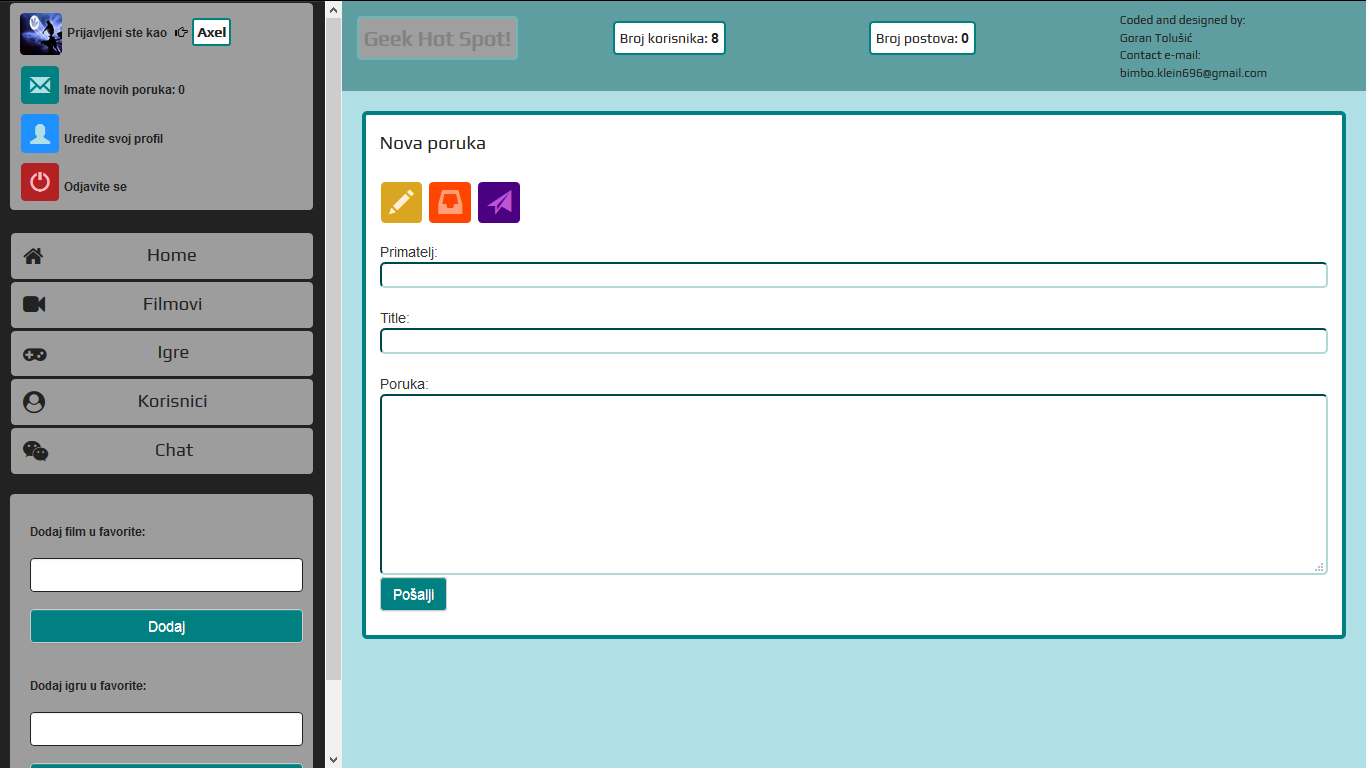 Prijavljeni ste kao Axel
Imate novih poruka: 0
Uredite svoj profil
Odjavite se
Home
Filmovi
Igre
Korisnici
Chat
Dodaj film u favorite:
Dodaj
Dodaj igru u favorite:
Geek Hot Spot!
Broj korisnika: 8
Broj postova: 0
Coded and designed by:
Goran Tolušić
Contact e-mail:
bimbo.klein696@gmail.com
Nova poruka
Primatelj:
Title:
Poruka:
Pošalji